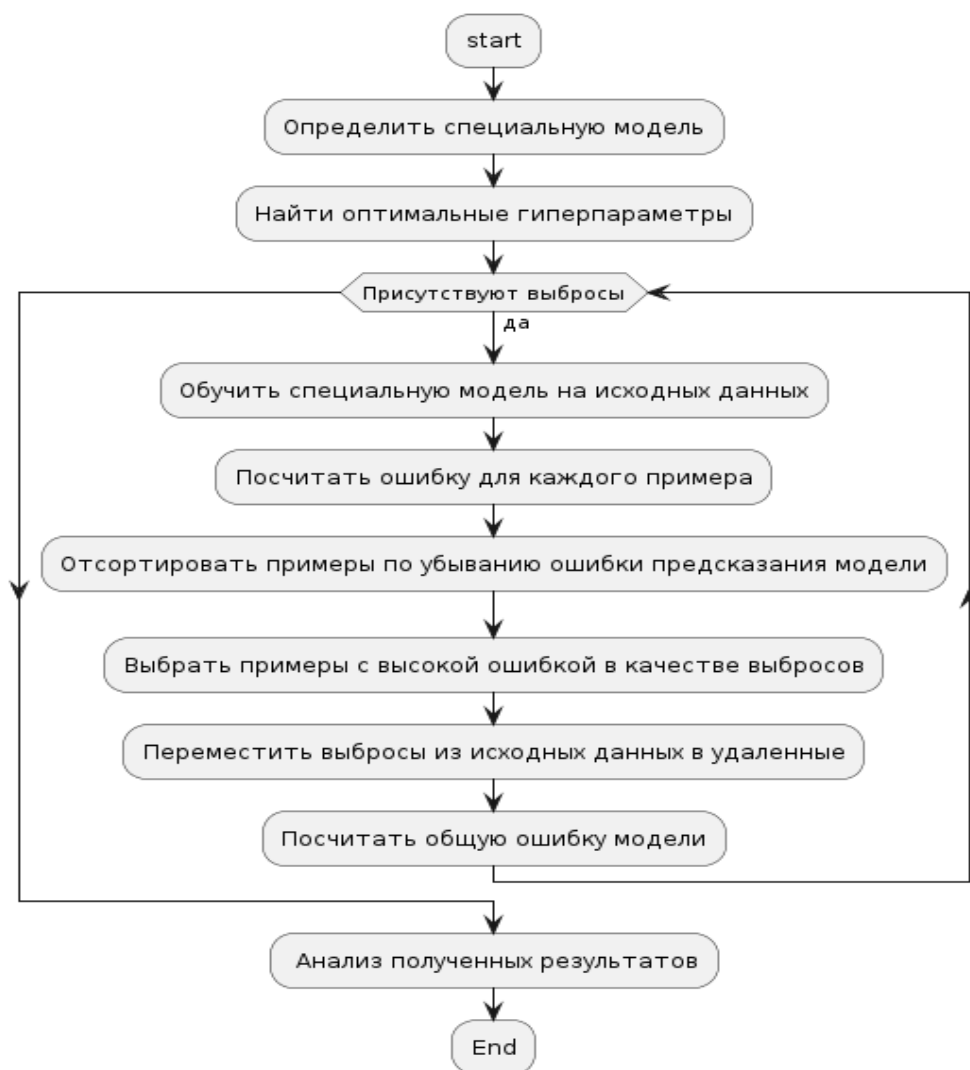 start
Определить специальную модель
Найти оптимальные гиперпараметры
Присутствуют выбросы
да
Обучить специальную модель на исходных данных
Посчитать ошибку для каждого примера
Отсортировать примеры по убыванию ошибки предсказания модели
Выбрать примеры с высокой ошибкой в качестве выбросов
Переместить выбросы из исходных данных в удаленные
Посчитать общую ошибку модели
Анализ полученных результатов
End